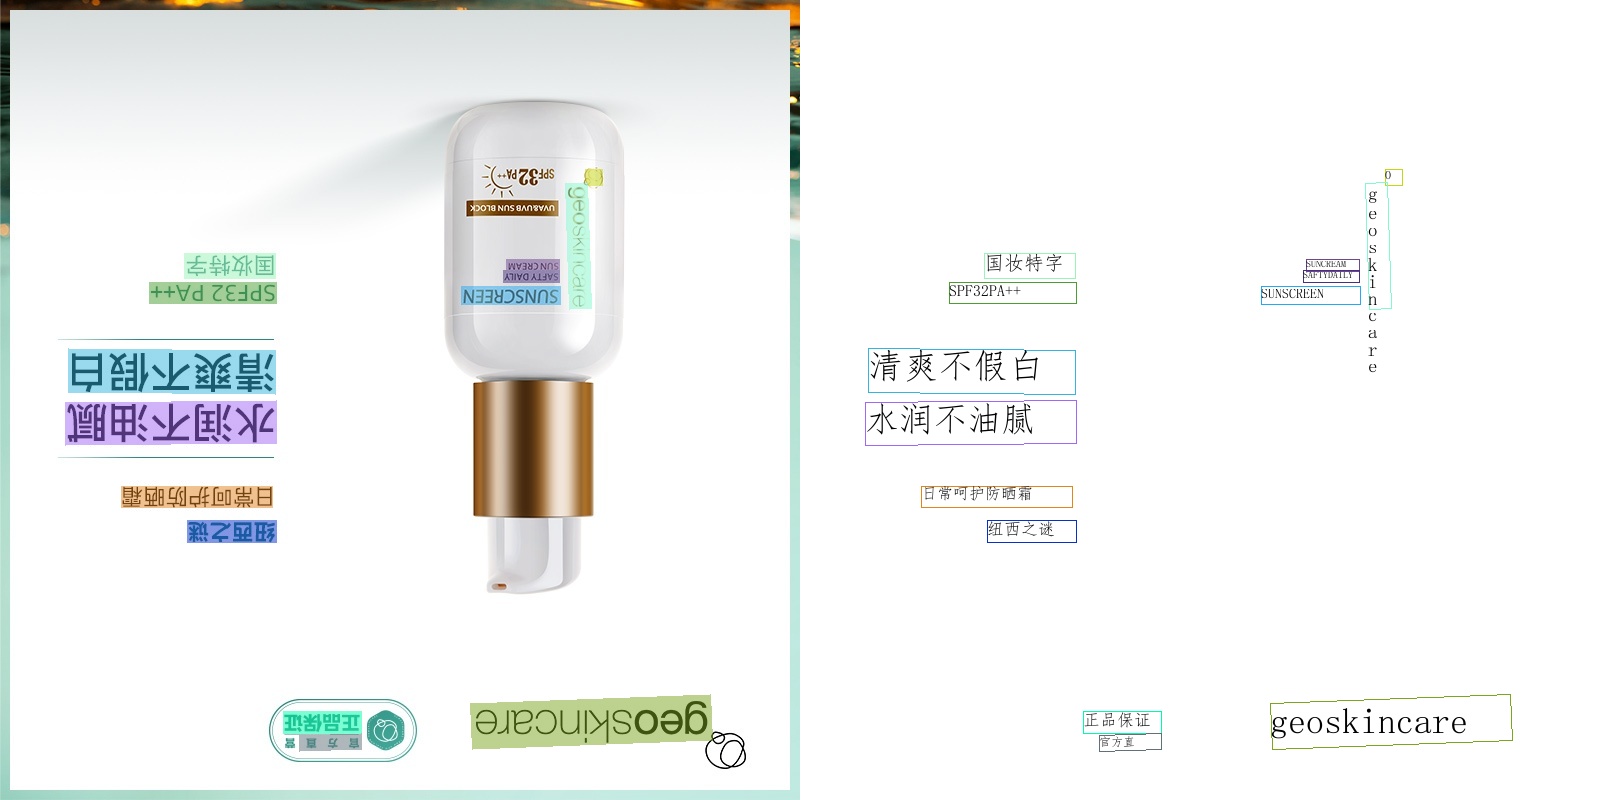 geoskincare
正品保证
官方直营
纽西之谜
日常呵护防晒霜
水润不油腻
清爽不假白
SPF32 PA++
国妆特字
geoskincare
SUNSCREEN
SAFTY DAILY
SUN CREAM
UVA&UVB SUN BLOCK
SPF32 PA++
0
geoskincare
国妆特字
SUNCREAM
SAFTYDAILY
SPF32PA++
SUNSCREEN
清爽不假白
水润不油腻
日常呵护防晒霜
纽西之谜
正品保证
官方直
geoskincare